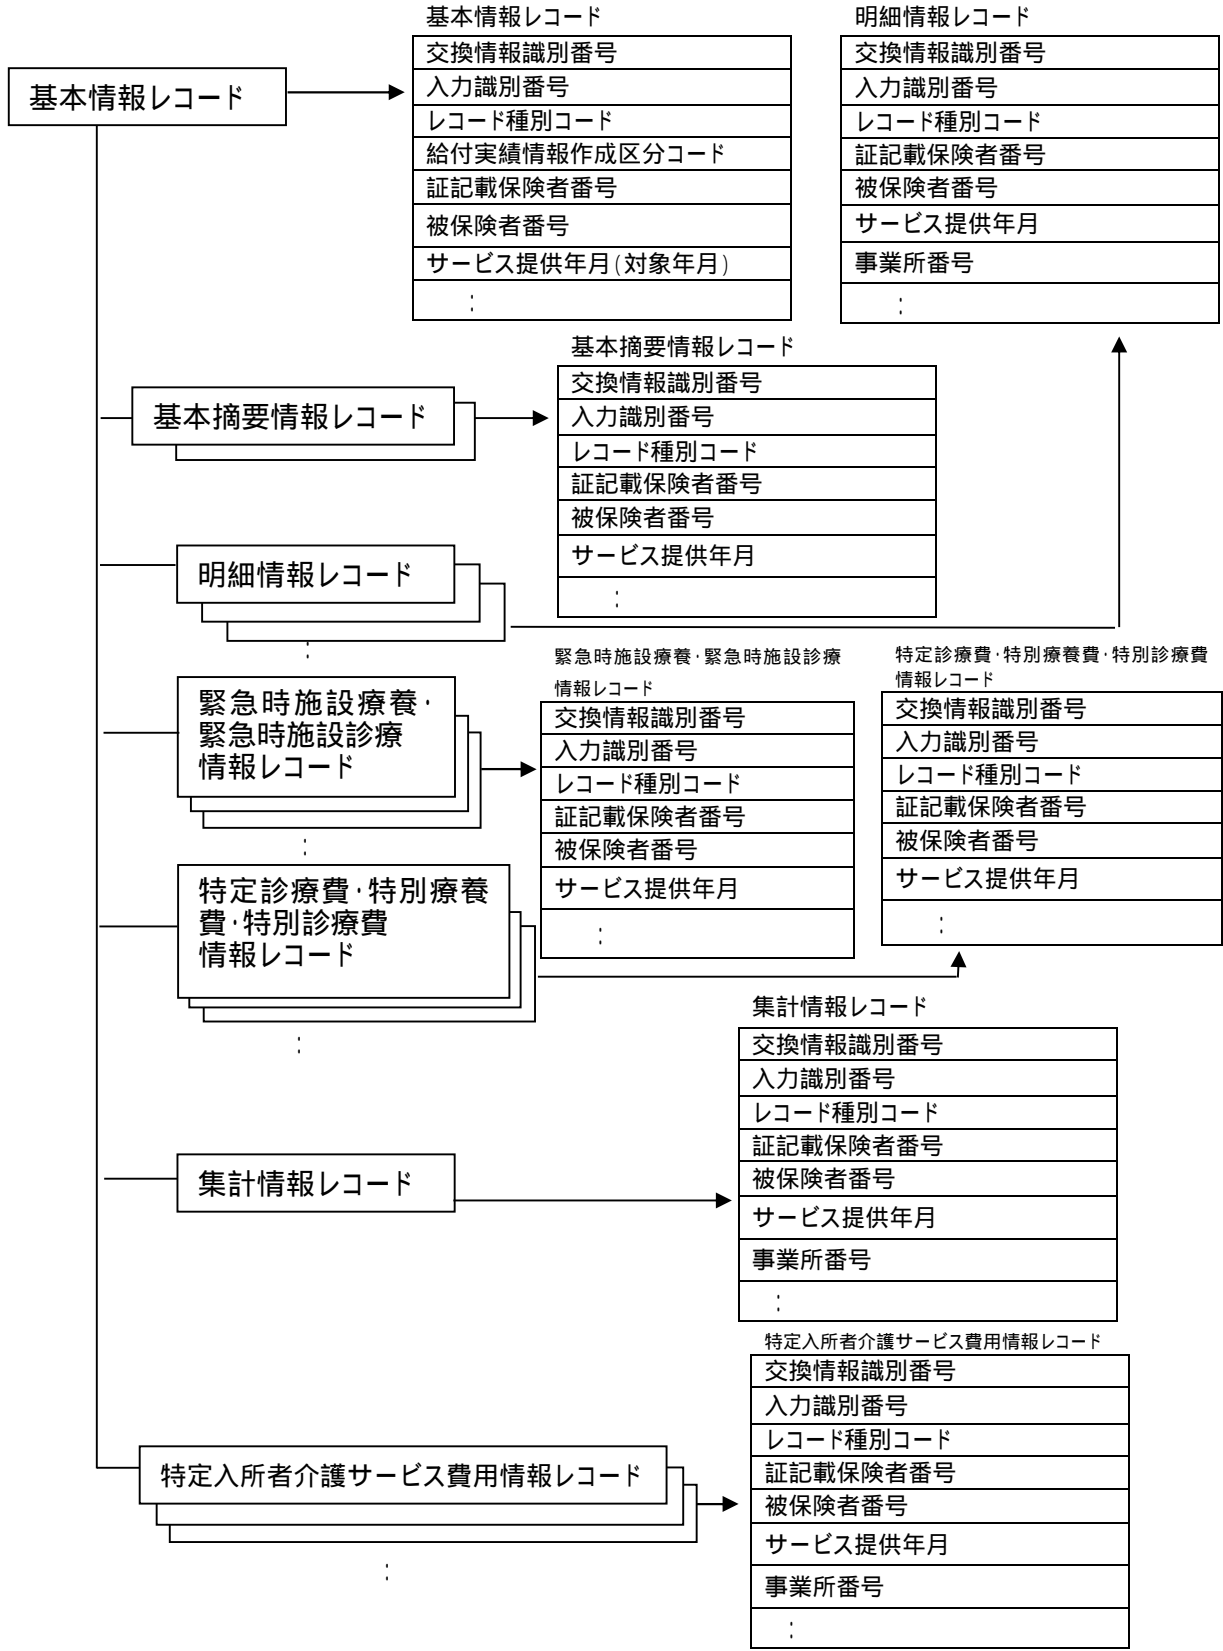 基本情報レコード
基本情報レコード
交換情報識別番号
入力識別番号
レコード種別コード
給付実績情報作成区分コード
証記載保険者番号
被保険者番号
サービス提供年月(対象年月)
:
明細情報レコード
交換情報識別番号
入力識別番号
レコード種別コード
証記載保険者番号
被保険者番号
サービス提供年月
事業所番号
:
基本摘要情報レコード
基本摘要情報レコード
交換情報識別番号
入力識別番号
レコード種別コード
証記載保険者番号
被保険者番号
サービス提供年月
:
明細情報レコード
:
緊急時施設療養・
緊急時施設診療
情報レコード
:
緊急時施設療養・緊急時施設診療
情報レコード
交換情報識別番号
入力識別番号
レコード種別コード
証記載保険者番号
被保険者番号
サービス提供年月
:
特定診療費・特別療養費・特別診療費
情報レコード
交換情報識別番号
入力識別番号
レコード種別コード
証記載保険者番号
被保険者番号
サービス提供年月
:
特定診療費・特別療養
費・特別診療費
情報レコード
:
集計情報レコード
集計情報レコード
交換情報識別番号
入力識別番号
レコード種別コード
証記載保険者番号
被保険者番号
サービス提供年月
事業所番号
:
特定入所者介護サービス費用情報レコード
:
特定入所者介護サービス費用情報レコード
交換情報識別番号
入力識別番号
レコード種別コード
証記載保険者番号
被保険者番号
サービス提供年月
事業所番号
: